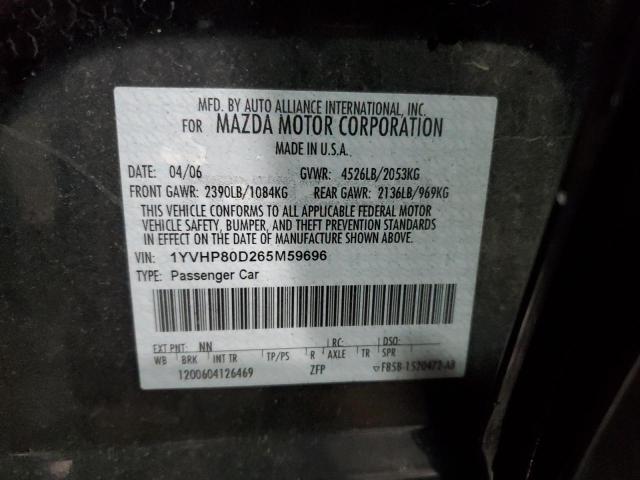 MFD. BY AUTO ALLIANCE INTERNATIONAL, INC.
FOR MAZDA MOTOR CORPORATION
MADE IN U.S.A.
DATE: 04/06 GVWR: 4526LB/2053KG
FRONT GAWR: 2390LB/1084KG REAR GAWR: 2136LB/969KG
THIS VEHICLE CONFORMS TO ALL APPLICABLE FEDERAL MOTOR
VEHICLE SAFETY, BUMPER, AND THEFT PREVENTION STANDARDS
IN EFFECT ON THE DATE OF MANUFACTURE SHOWN ABOVE.
VIN: 1YVHP80D265M59696
TYPE: Passenger Car
EXT PNT: NN RC: DSO:
WB BRK INT TR TP/PS R AXLE TR SPR
1200604126469 ZFP F85B-1520472-AB